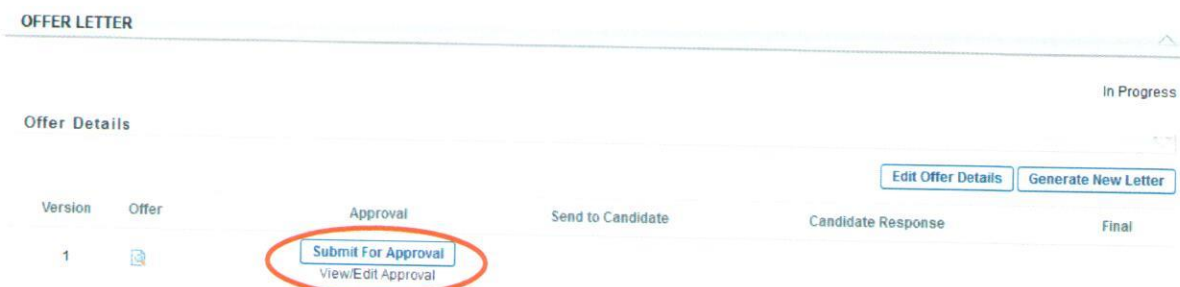 OFFER LETTER
In Progress
Offer Details
Edit Offer Details Generate New Letter
Version Offer Approval Send to Candidate Candidate Response Final
1 Submit For Approval
View/Edit Approval